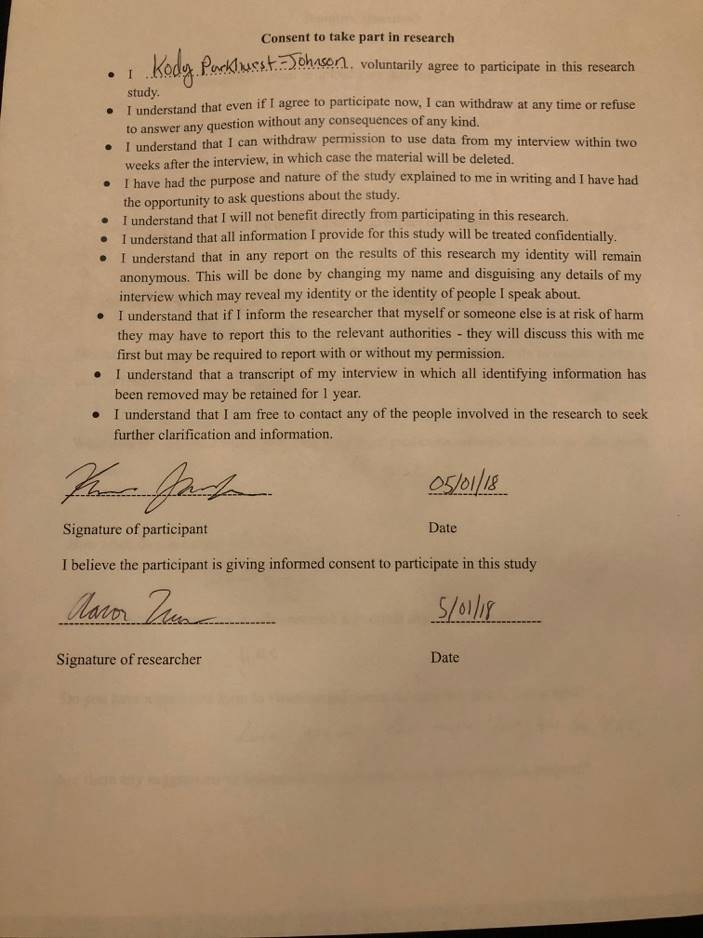 Consent to take part in research
• I Kody Parkhurst-Johnson. voluntarily agree to participate in this research
study.
• I understand that even if I agree to participate now, I can withdraw at any time or refuse
to answer any question without any consequences of any kind.
• I understand that I can withdraw permission to use data from my interview within two
weeks after the interview, in which case the material will be deleted.
• I have had the purpose and nature of the study explained to me in writing and I have had
the opportunity to ask questions about the study.
• I understand that I will not benefit directly from participating in this research.
• I understand that all information I provide for this study will be treated confidentially.
• I understand that in any report on the results of this research my identity will remain
anonymous. This will be done by changing my name and disguising any details of my
interview which may reveal my identity or the identity of people I speak about.
• I understand that if I inform the researcher that myself or someone else is at risk of harm
they may have to report this to the relevant authorities - they will discuss this with me
first but may be required to report with or without my permission.
• I understand that a transcript of my interview in which all identifying information has
been removed may be retained for 1 year.
• I understand that I am free to contact any of the people involved in the research to seek
further clarification and information.
05/01/18
Signature of participant Date
I believe the participant is giving informed consent to participate in this study
Aaron 5/01/18
Signature of researcher Date